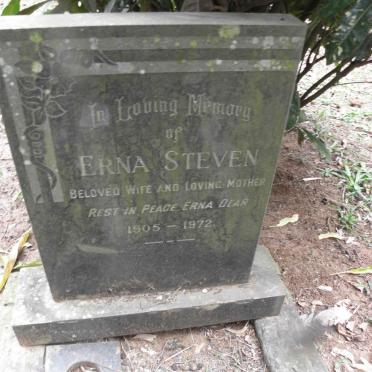 In Loving Memory
of
ERNA STEVEN
BELOVED WIFE AND LOVING MOTHER
REST IN PEACE ERNA DEAR
1905 - 1972